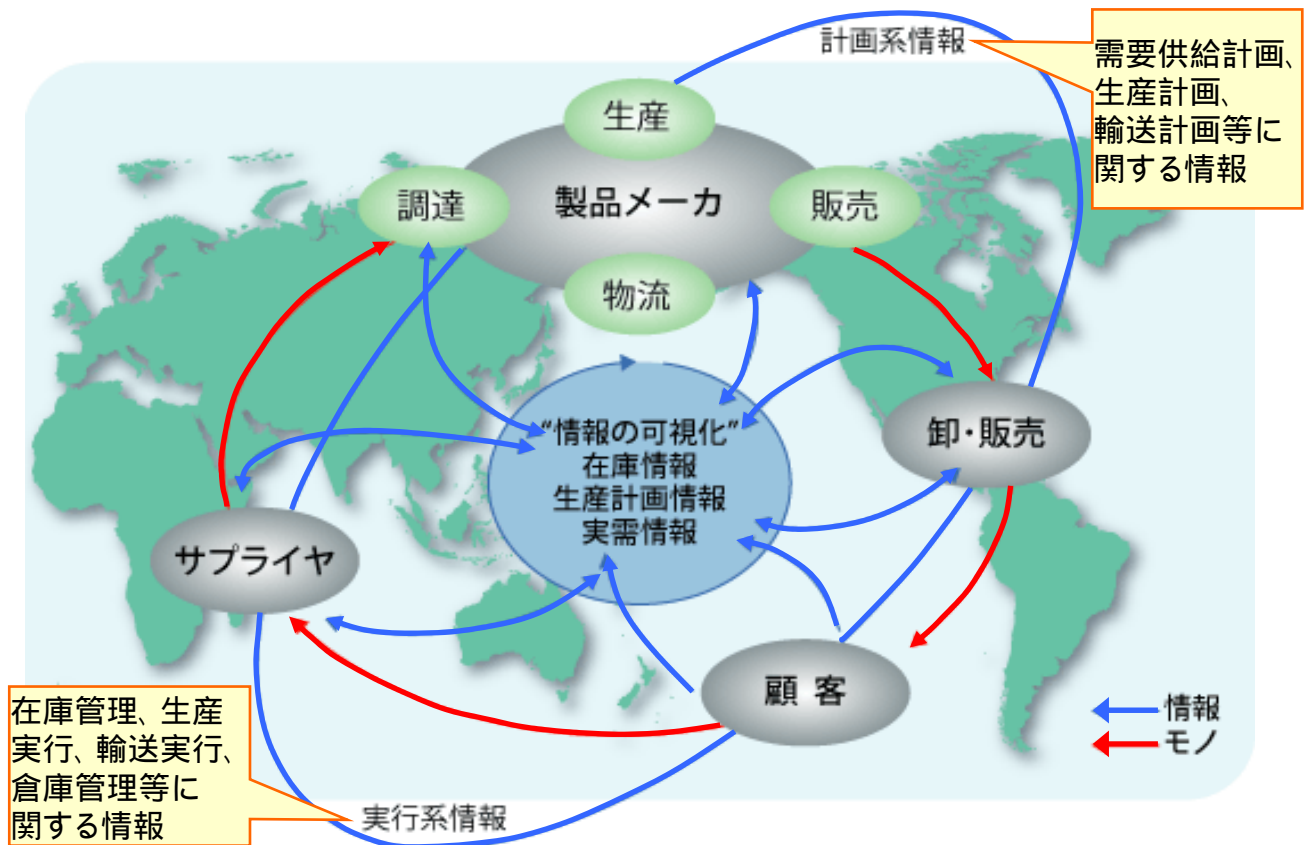 計画系情報
需要供給計画、
生産計画、
輸送計画等に
関する情報
生産
調達
製品メーカ
販売
物流
“情報の可視化”
在庫情報
生産計画情報
実需情報
卸・販売
サプライヤ
顧 客
情報
モノ
在庫管理、生産
実行、輸送実行、
倉庫管理等に
関する情報
実行系情報